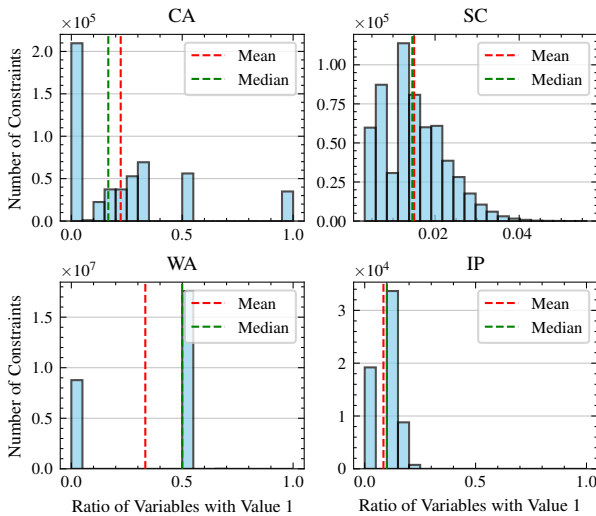 CA
×10⁵
Number of Constraints
2.0
1.5
1.0
0.5
0.0
0.0
0.5
1.0
Mean
Median
SC
×10⁵
1.00
0.75
0.50
0.25
0.00
0.02
0.04
Mean
Median
WA
×10⁷
Number of Constraints
1.5
1.0
0.5
0.0
0.0
0.5
1.0
Ratio of Variables with Value 1
Mean
Median
IP
×10⁴
3
2
1
0
0.0
0.5
1.0
Ratio of Variables with Value 1
Mean
Median